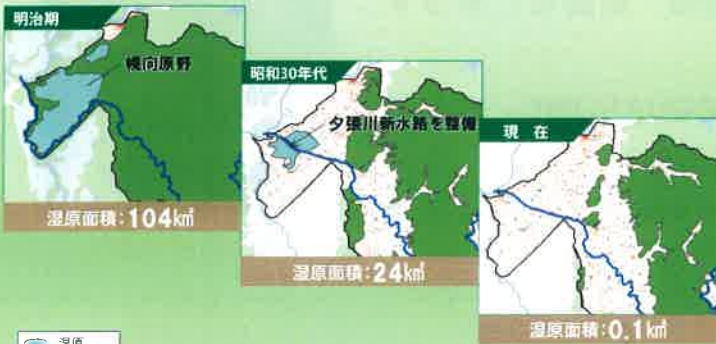 明治期
幌向原野
湿原面積:104k㎡
昭和30年代
夕張川新水路を整備
湿原面積:24k㎡
現 在
湿原面積:0.1k㎡
湿原